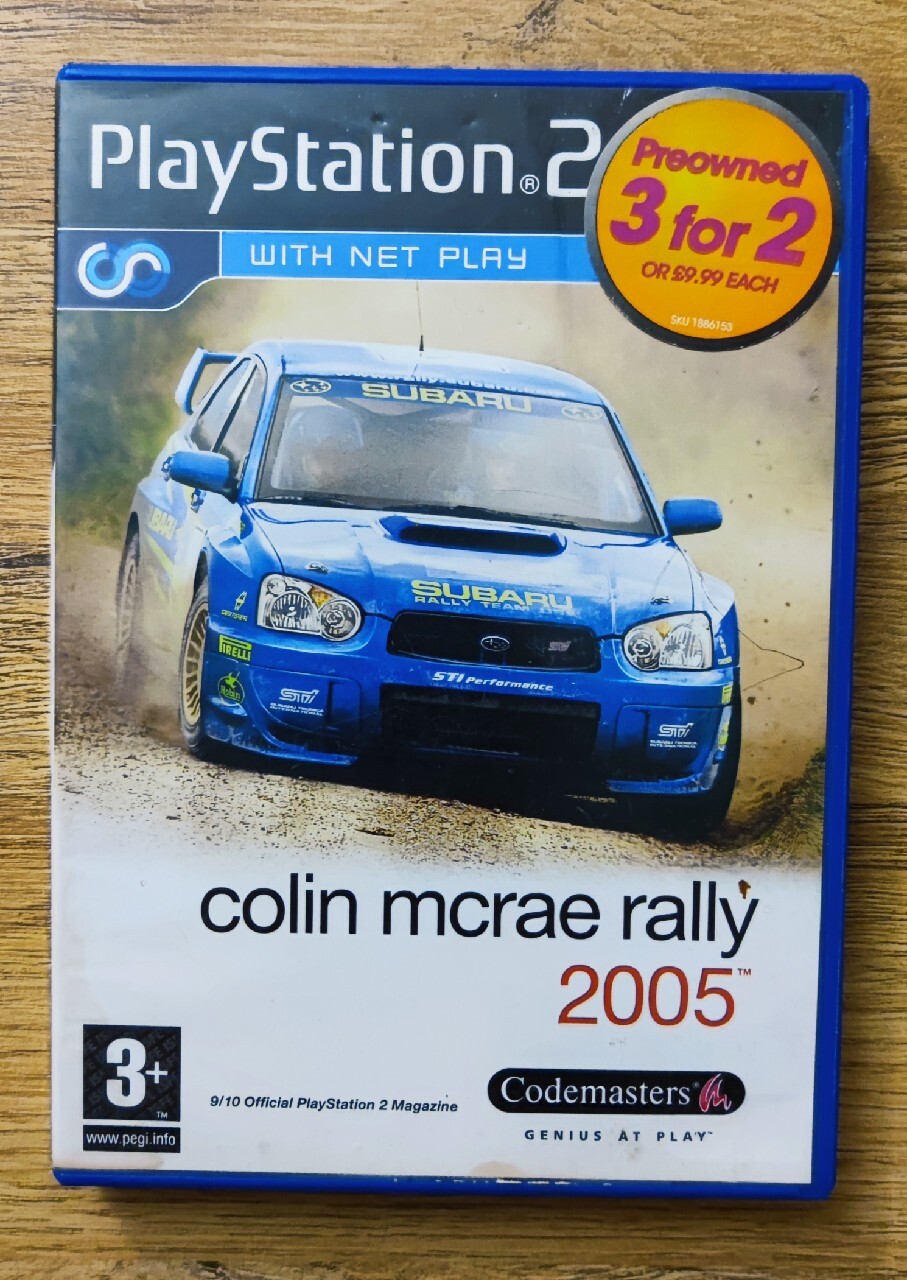 PlayStation®2
Preowned
3 for 2
OR £9.99 EACH
SKU 1886153
WITH NET PLAY
SUBARU
SUBARU
SUBARU
RALLY TEAM
PIRELLI
STI Performance
STI
STI
colin mcrae rally
2005™
3+
™
www.pegi.info
9/10 Official PlayStation 2 Magazine
Codemasters®
GENIUS AT PLAY™